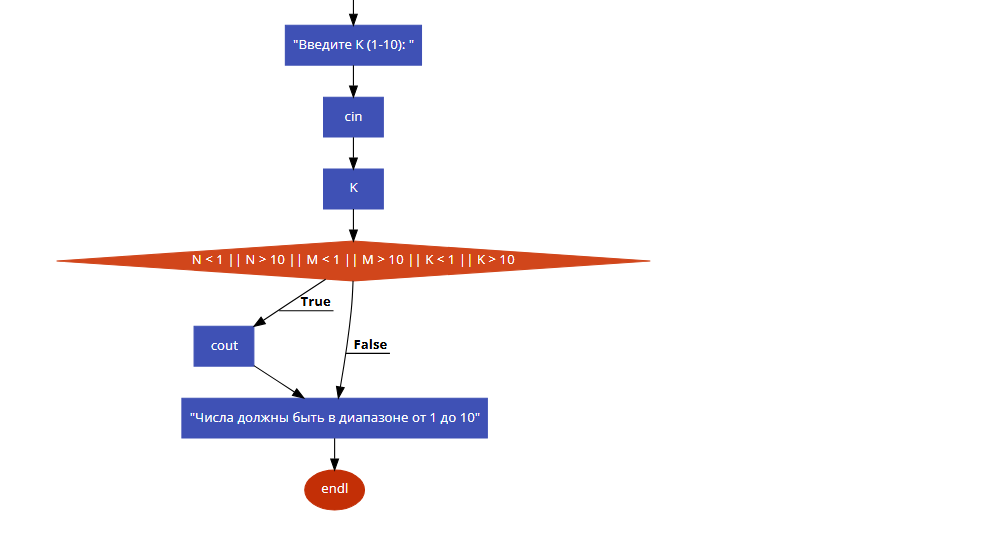 "Введите K (1-10): "
cin
K
N < 1 || N > 10 || M < 1 || M > 10 || K < 1 || K > 10
True
cout
False
"Числа должны быть в диапазоне от 1 до 10"
endl